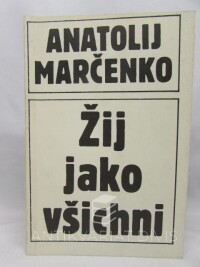 ANATOLIJ
MARČENKO
Žij
jako
všichni